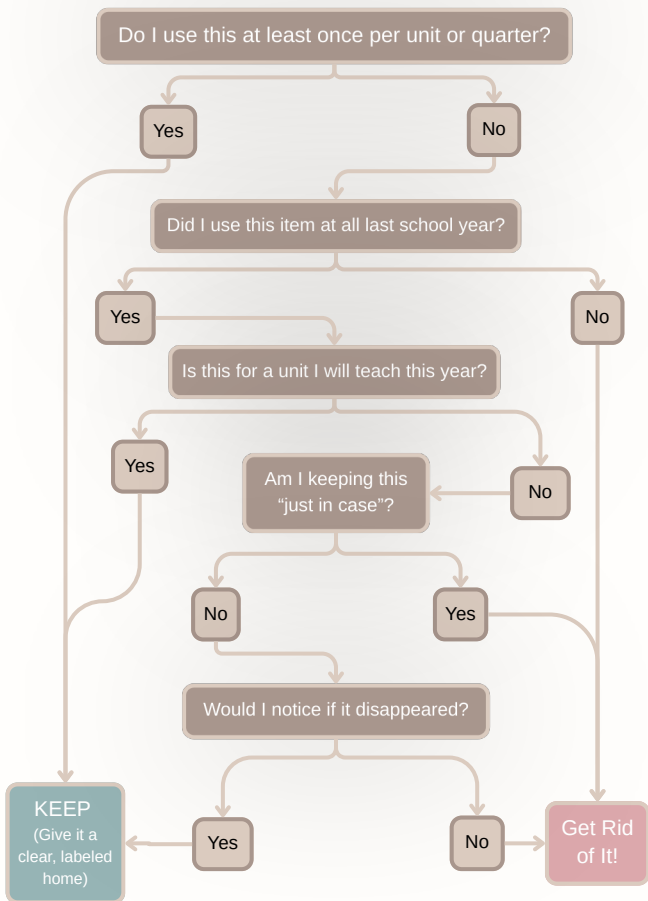 Do I use this at least once per unit or quarter?
Yes
No
Did I use this item at all last school year?
Yes
No
Is this for a unit I will teach this year?
Yes
No
Am I keeping this
“just in case”?
No
Yes
Would I notice if it disappeared?
Yes
No
KEEP
(Give it a
clear, labeled
home)
Get Rid
of It!